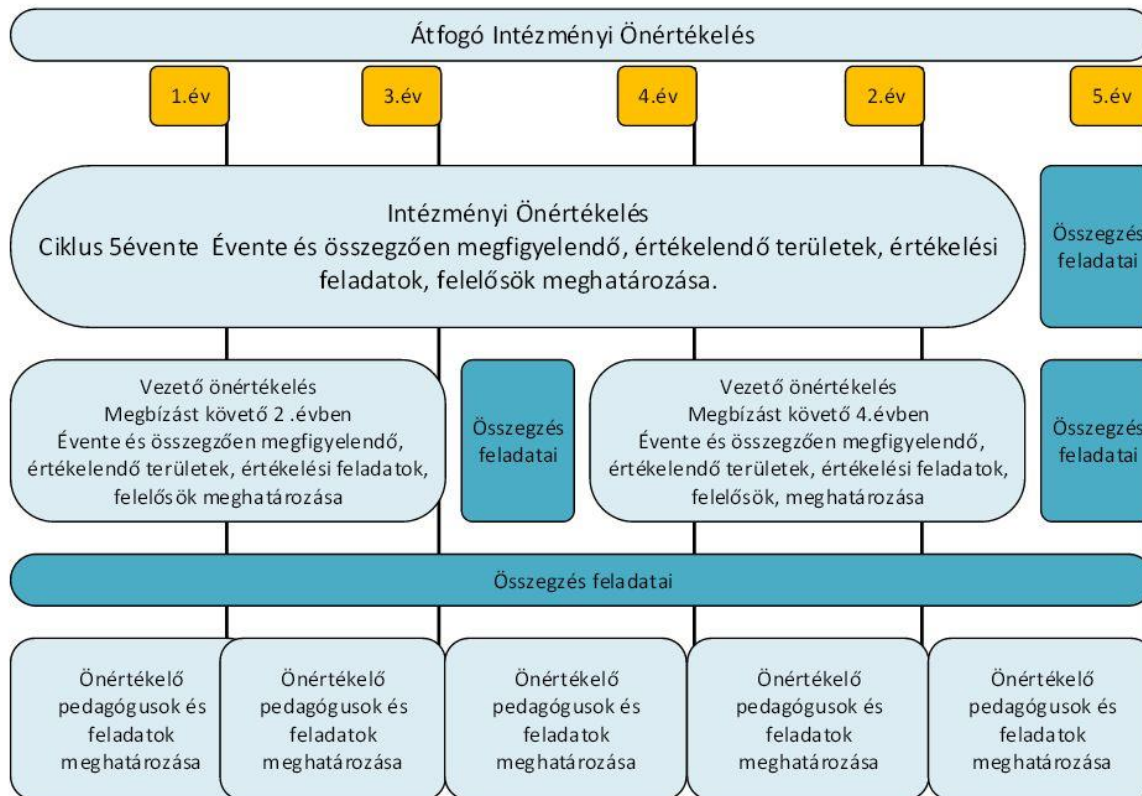 Átfogó Intézményi Önértékelés
1.év
3.év
4.év
2.év
5.év
Intézményi Önértékelés
Ciklus 5évente Évente és összegzően megfigyelendő, értékelendő területek, értékelési
feladatok, felelősök meghatározása.
Összegzés
feladatai
Vezető önértékelés
Megbízást követő 2 .évben
Évente és összegzően megfigyelendő,
értékelendő területek, értékelési feladatok,
felelősök meghatározása
Összegzés
feladatai
Vezető önértékelés
Megbízást követő 4.évben
Évente és összegzően megfigyelendő,
értékelendő területek, értékelési feladatok,
felelősök, meghatározása
Összegzés
feladatai
Összegzés feladatai
Önértékelő
pedagógusok és
feladatok
meghatározása
Önértékelő
pedagógusok és
feladatok
meghatározása
Önértékelő
pedagógusok és
feladatok
meghatározása
Önértékelő
pedagógusok és
feladatok
meghatározása
Önértékelő
pedagógusok és
feladatok
meghatározása